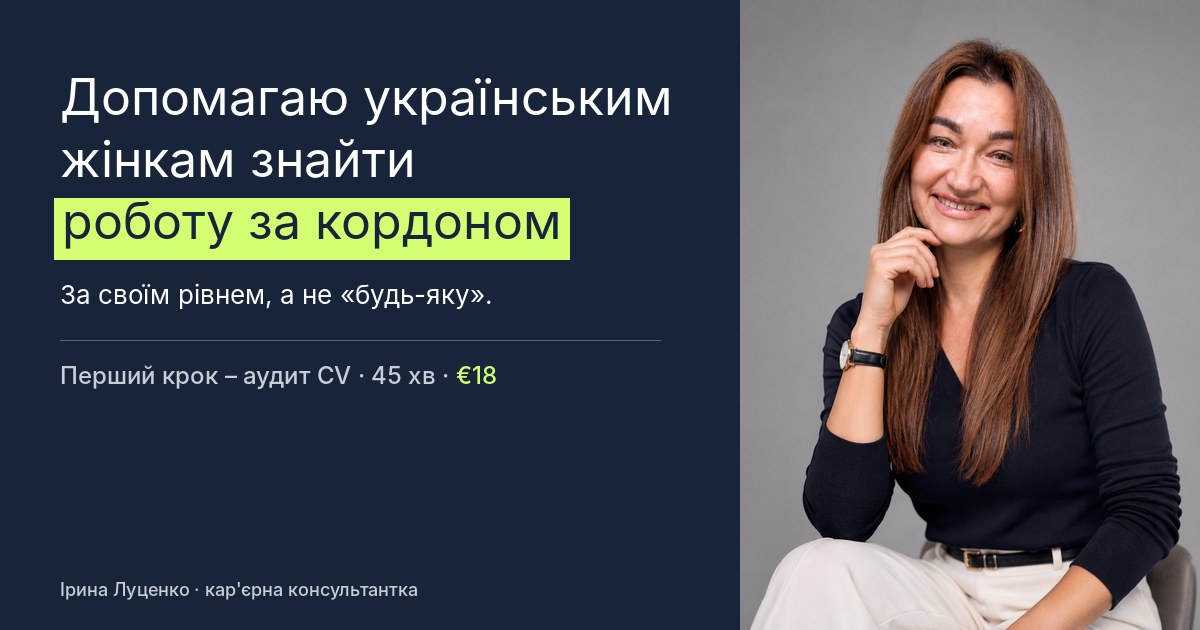 Допомагаю українським
жінкам знайти
роботу за кордоном
За своїм рівнем, а не «будь-яку».
Перший крок – аудит CV · 45 хв · €18
Ірина Луценко · кар'єрна консультантка